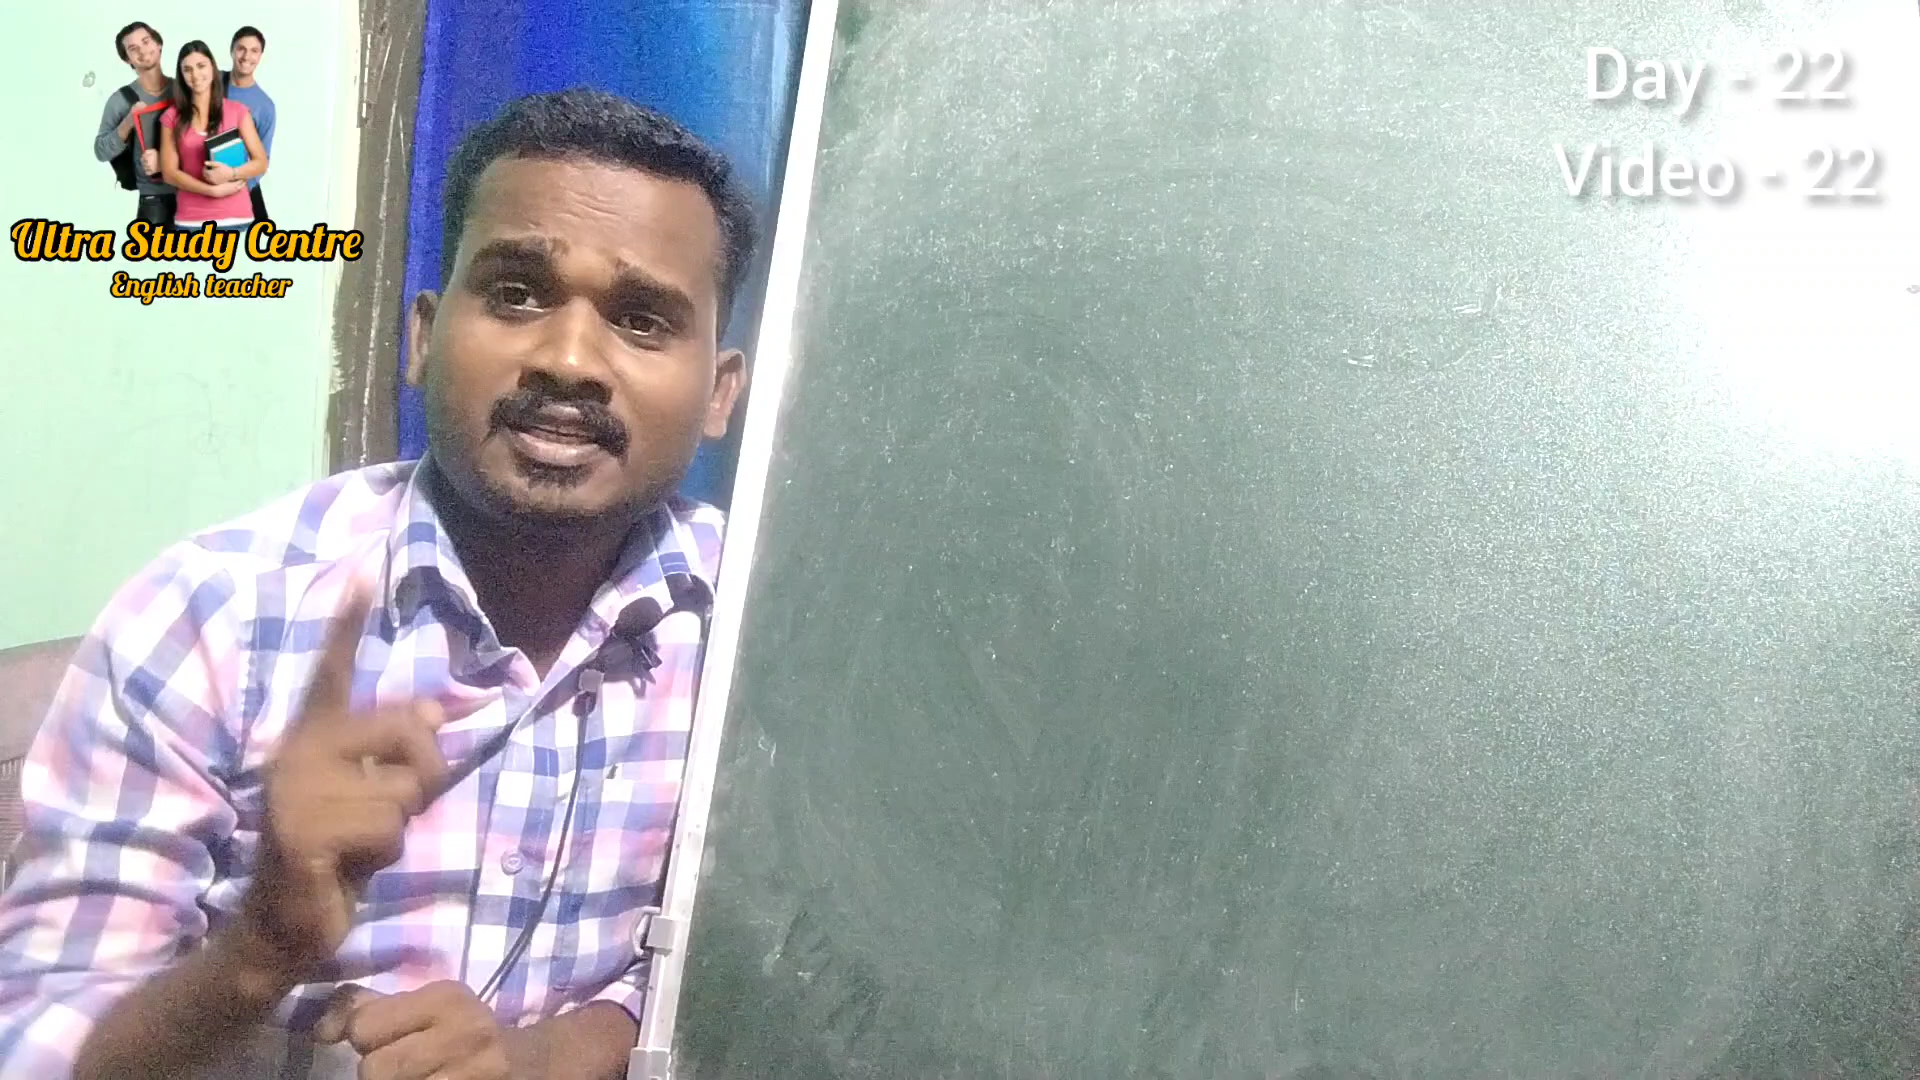 Day - 22
Video - 22
Ultra Study Centre
English teacher